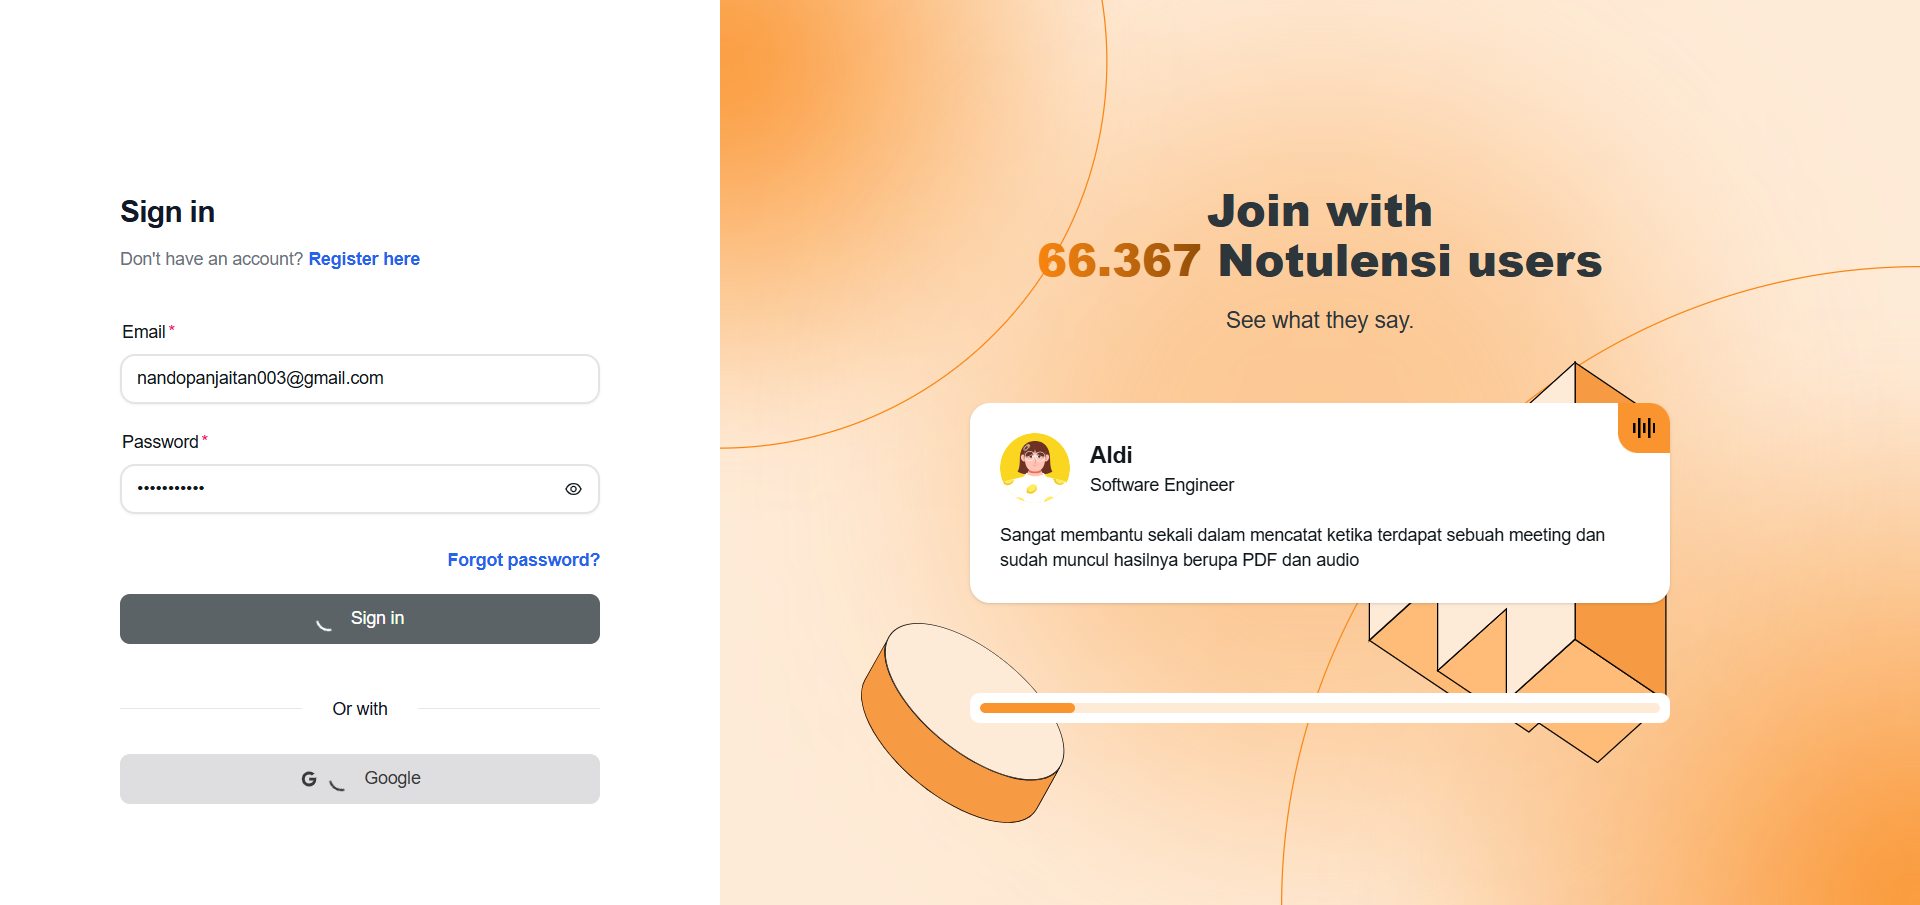 Sign in
Don't have an account? Register here
Email*
nandopanjaitan003@gmail.com
Password*
•••••••••••
Forgot password?
Sign in
Or with
G Google
Join with
66.367 Notulensi users
See what they say.
Aldi
Software Engineer
Sangat membantu sekali dalam mencatat ketika terdapat sebuah meeting dan
sudah muncul hasilnya berupa PDF dan audio